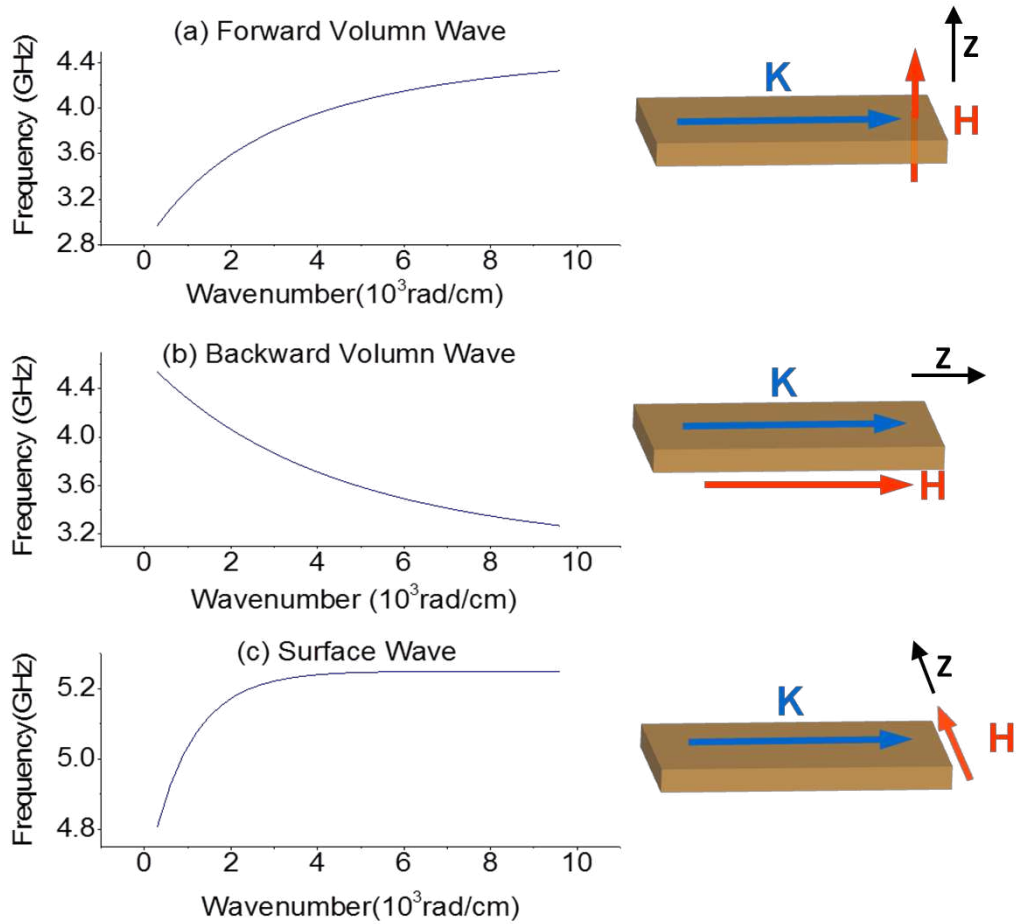 (a) Forward Volumn Wave
Frequency (GHz)
4.4
4.0
3.6
3.2
2.8
0 2 4 6 8 10
Wavenumber(10³rad/cm)
K
H
Z
(b) Backward Volumn Wave
Frequency (GHz)
4.4
4.0
3.6
3.2
0 2 4 6 8 10
Wavenumber (10³rad/cm)
K
H
Z
(c) Surface Wave
Frequency(GHz)
5.2
5.0
4.8
0 2 4 6 8 10
Wavenumber(10³rad/cm)
K
H
Z